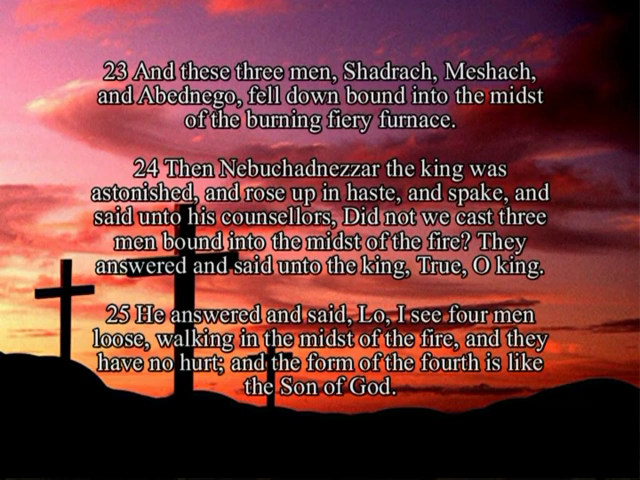 23 And these three men, Shadrach, Meshach,
and Abednego, fell down bound into the midst
of the burning fiery furnace.
24 Then Nebuchadnezzar the king was
astonished, and rose up in haste, and spake, and
said unto his counsellors, Did not we cast three
men bound into the midst of the fire? They
answered and said unto the king, True, O king.
25 He answered and said, Lo, I see four men
loose, walking in the midst of the fire, and they
have no hurt; and the form of the fourth is like
the Son of God.